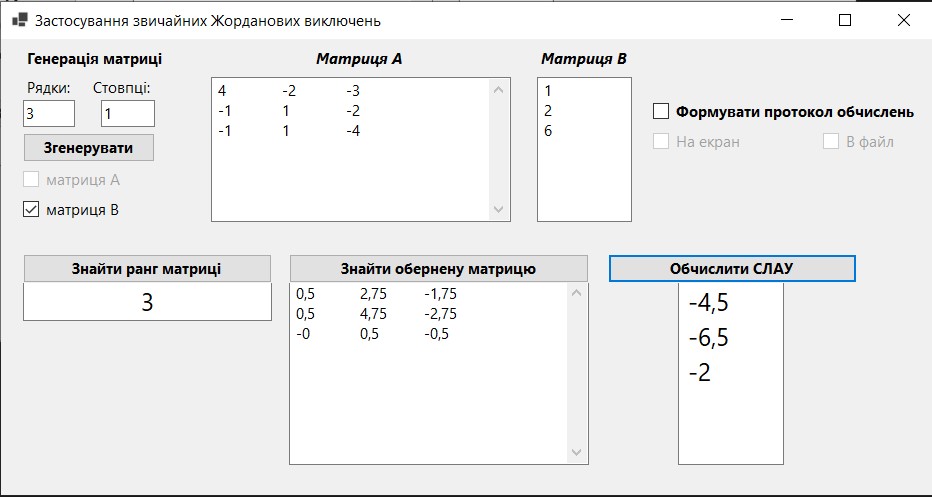 Застосування звичайних Жорданових виключень
Генерація матриці
Рядки: Стовпці:
3 1
Згенерувати
матриця А
матриця В
Матриця А
4 -2 -3
-1 1 -2
-1 1 -4
Матриця В
1
2
6
Формувати протокол обчислень
На екран В файл
Знайти ранг матриці
3
Знайти обернену матрицю
0,5 2,75 -1,75
0,5 4,75 -2,75
-0 0,5 -0,5
Обчислити СЛАУ
-4,5
-6,5
-2